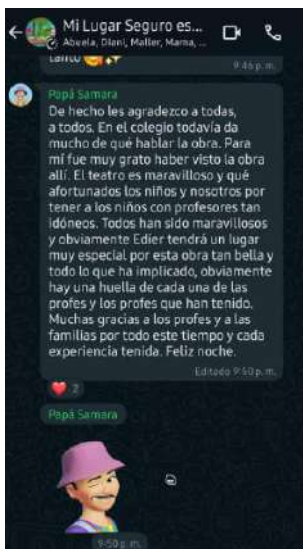 Mi Lugar Seguro es...
Abuela, Diani, Maller, Mama, ...
tanto
9:46 p. m.
Papá Samara
De hecho les agradezco a todas,
a todos. En el colegio todavía da
mucho de qué hablar la obra. Para
mí fue muy grato haber visto la obra
allí. El teatro es maravilloso y qué
afortunados los niños y nosotros por
tener a los niños con profesores tan
idóneos. Todos han sido maravillosos
y obviamente Edier tendrá un lugar
muy especial por esta obra tan bella y
todo lo que ha implicado, obviamente
hay una huella de cada una de las
profes y los profes que han tenido.
Muchas gracias a los profes y a las
familias por todo este tiempo y cada
experiencia tenida. Feliz noche.
Editado 9:50 p. m.
2
Papá Samara
9:50 p. m.